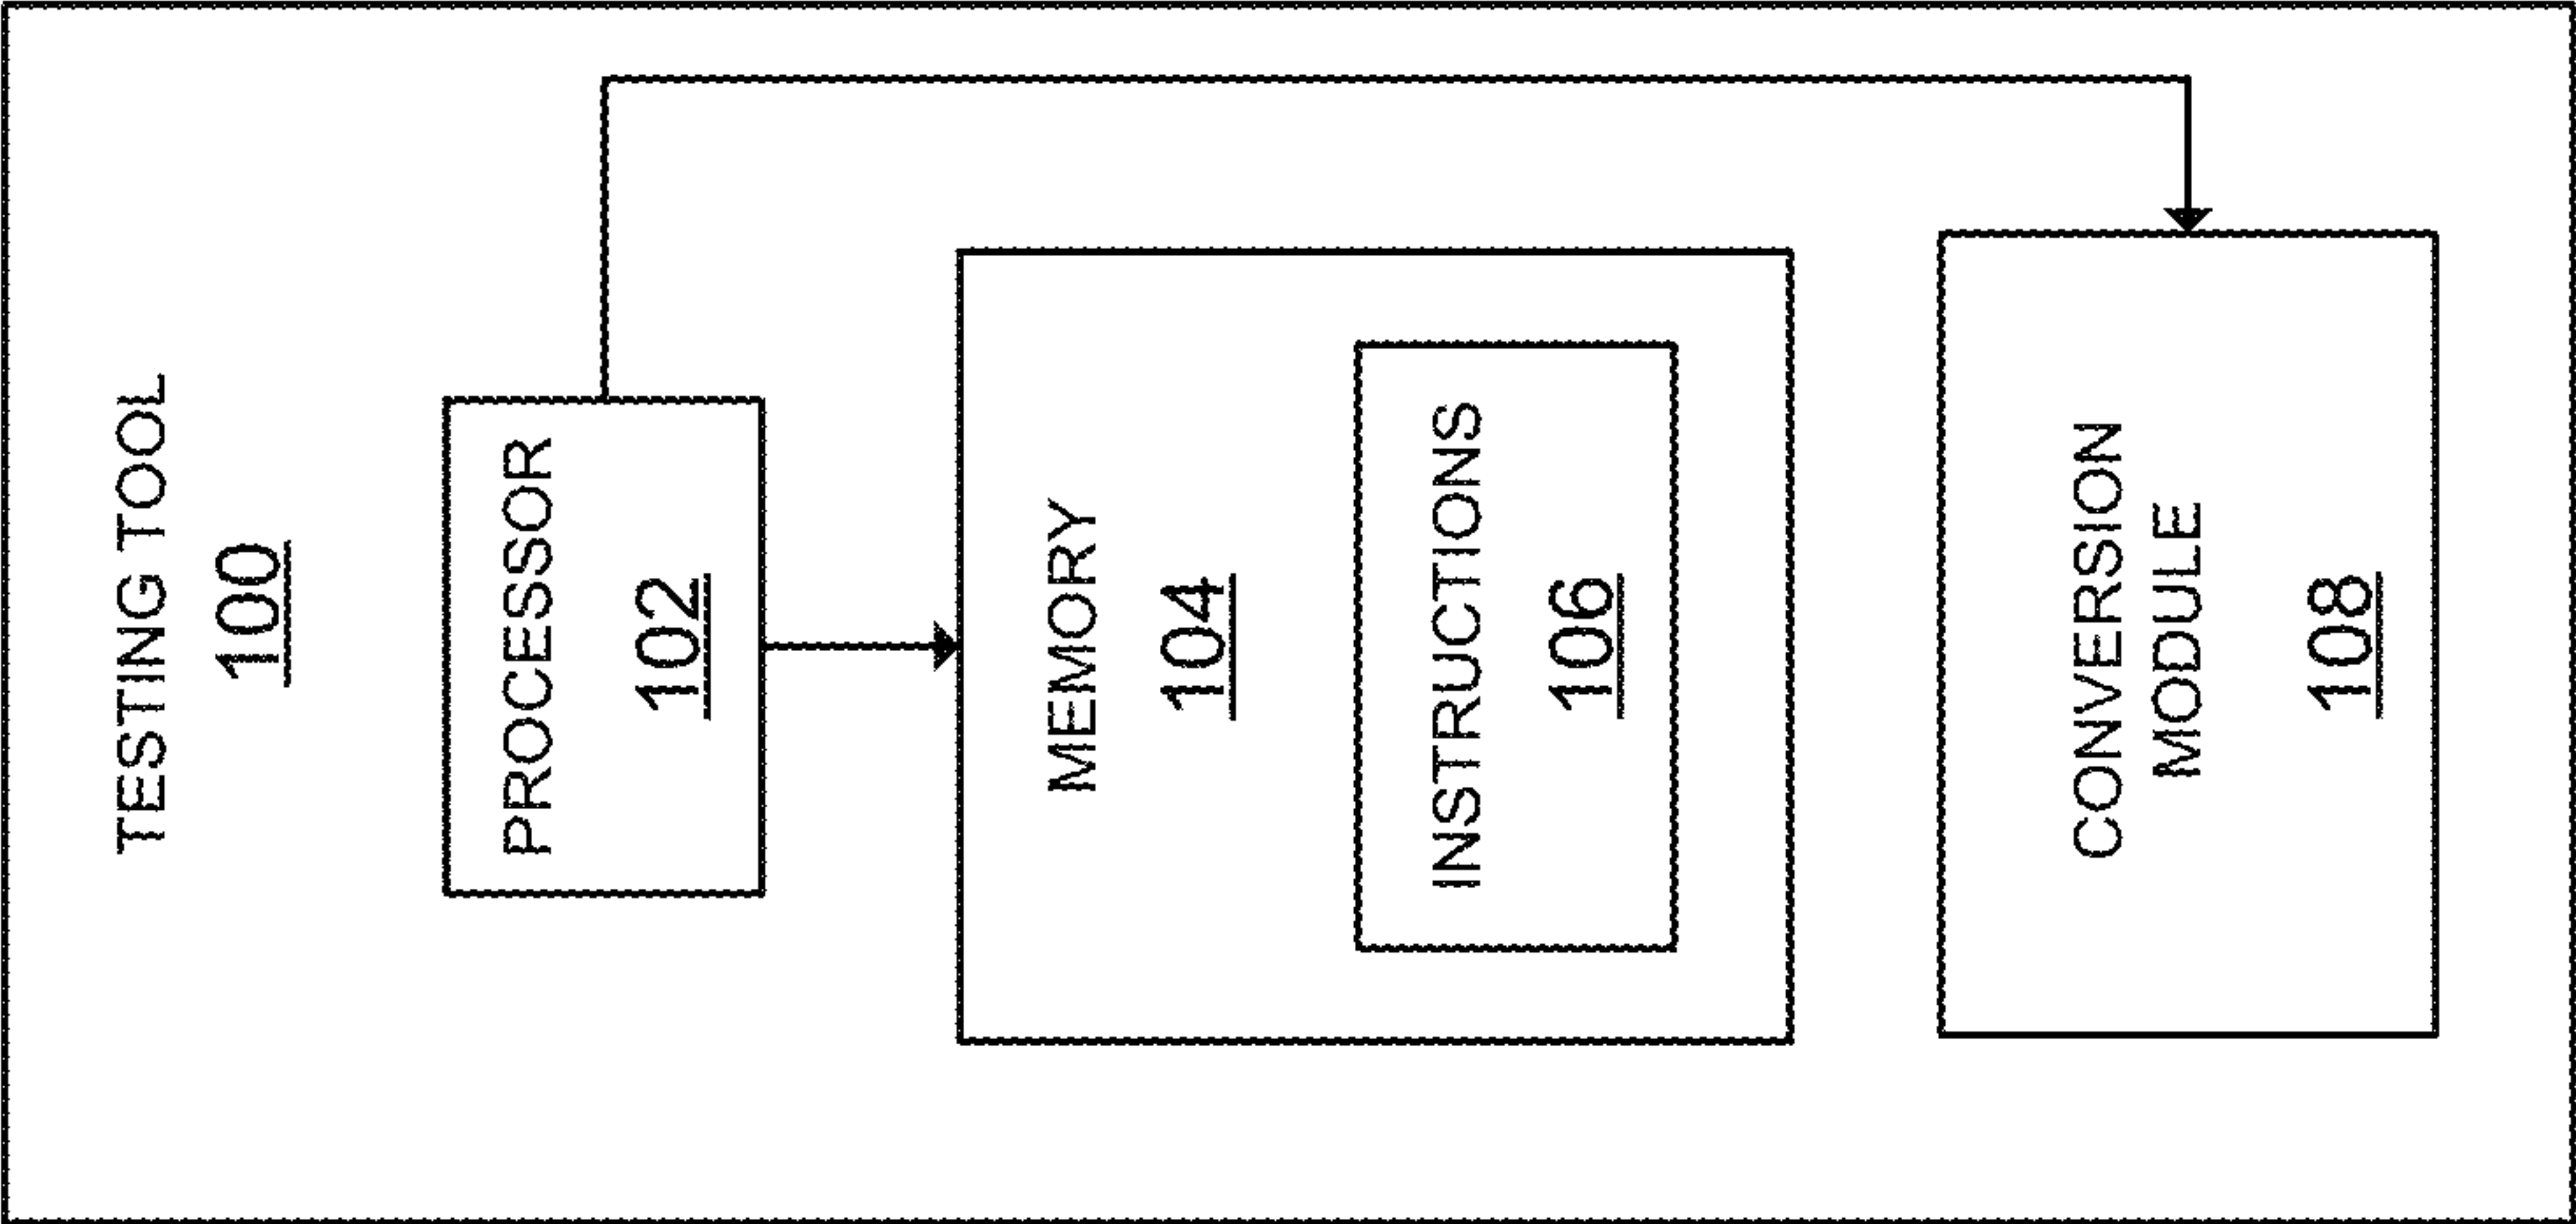 TESTING TOOL
100
PROCESSOR
102
MEMORY
104
INSTRUCTIONS
106
CONVERSION
MODULE
108